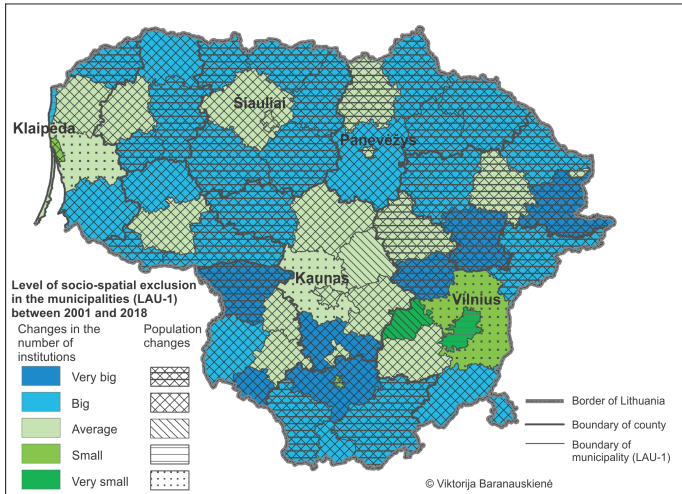 Šiauliai
Klaipėda
Panevėžys
Kaunas
Vilnius
Level of socio-spatial exclusion
in the municipalities (LAU-1)
between 2001 and 2018
Changes in the
number of
institutions
Population
changes
Very big
Big
Average
Small
Very small
Border of Lithuania
Boundary of county
Boundary of
municipality (LAU-1)
© Viktorija Baranauskienė